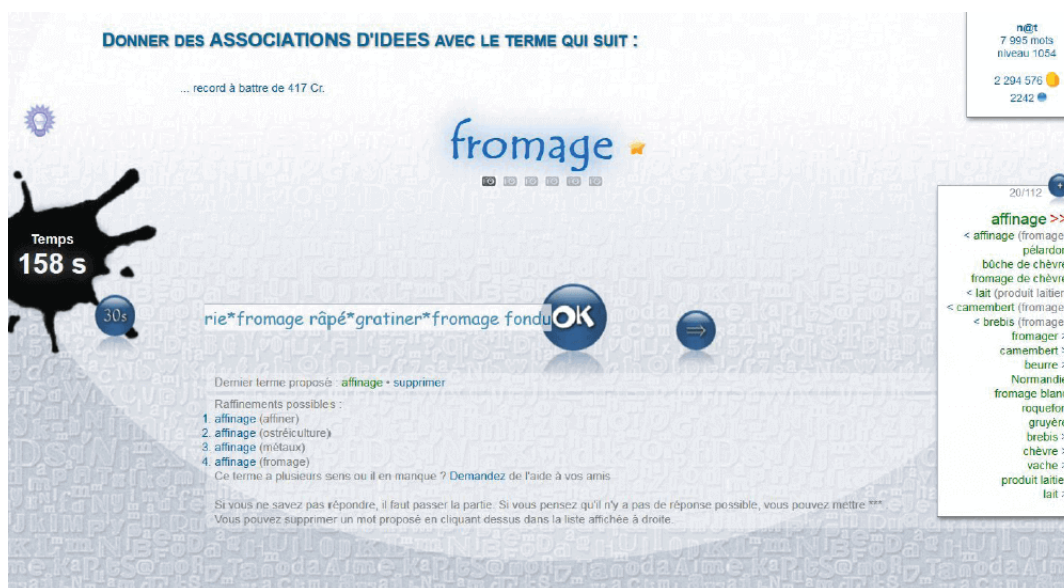 DONNER DES ASSOCIATIONS D'IDEES AVEC LE TERME QUI SUIT :
... record à battre de 417 Cr.
n@t
7 995 mots
niveau 1054
2 294 576
2242
fromage
Temps
158 s
30s
rie*fromage râpé*gratiner*fromage fondu
OK
⇒
Dernier terme proposé : affinage • supprimer
Raffinements possibles :
1. affinage (affiner)
2. affinage (ostréiculture)
3. affinage (métaux)
4. affinage (fromage)
Ce terme a plusieurs sens ou il en manque ? Demandez de l'aide à vos amis
Si vous ne savez pas répondre, il faut passer la partie. Si vous pensez qu'il n'y a pas de réponse possible, vous pouvez mettre ***
Vous pouvez supprimer un mot proposé en cliquant dessus dans la liste affichée à droite.
20/112
+
affinage >>
< affinage (fromage
pélardon
bûche de chèvre
fromage de chèvre
< lait (produit laitier
< camembert (fromage
< brebis (fromage
fromager >
camembert >
beurre >
Normandie
fromage blanc
roquefort
gruyère
brebis >
chèvre >
vache >
produit laitie
lait >